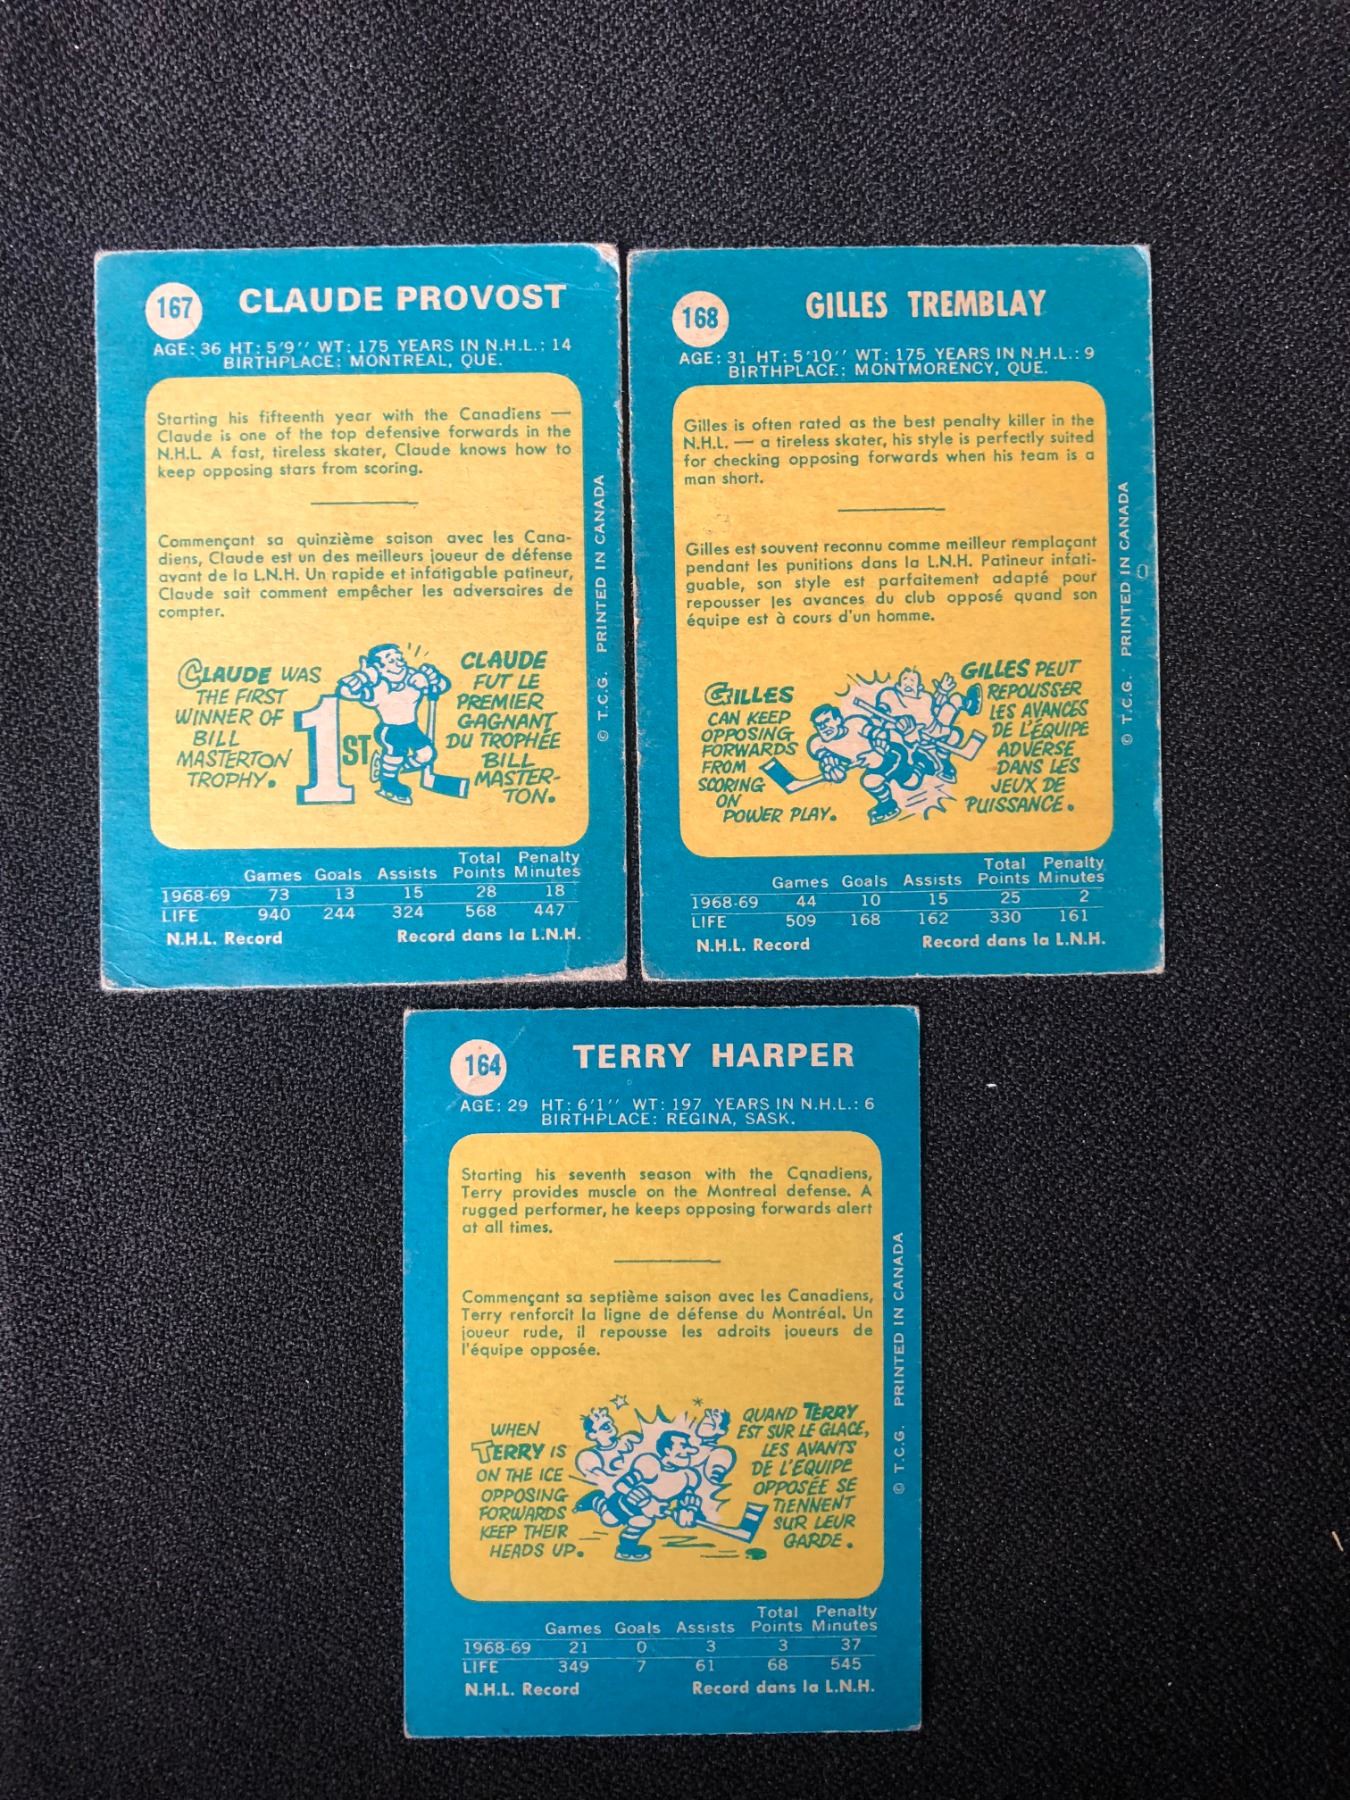 167
CLAUDE PROVOST
AGE: 36 HT: 5'9'' WT: 175 YEARS IN N.H.L.: 14
BIRTHPLACE: MONTREAL, QUE.
Starting his fifteenth year with the Canadiens —
Claude is one of the top defensive forwards in the
N.H.L. A fast, tireless skater, Claude knows how to
keep opposing stars from scoring.
Commençant sa quinzième saison avec les Cana-
diens, Claude est un des meilleurs joueur de défense
avant de la L.N.H. Un rapide et infatigable patineur,
Claude sait comment empêcher les adversaires de
compter.
CLAUDE WAS
THE FIRST
WINNER OF
BILL
MASTERTON
TROPHY.
1ST
CLAUDE
FUT LE
PREMIER
GAGNANT
DU TROPHÉE
BILL
MASTER-
TON.
Total Penalty
Games Goals Assists Points Minutes
1968-69 73 13 15 28 18
LIFE 940 244 324 568 447
N.H.L. Record Record dans la L.N.H.
© T.C.G. PRINTED IN CANADA
168
GILLES TREMBLAY
AGE: 31 HT: 5'10'' WT: 175 YEARS IN N.H.L.: 9
BIRTHPLACE: MONTMORENCY, QUE.
Gilles is often rated as the best penalty killer in the
N.H.L. — a tireless skater, his style is perfectly suited
for checking opposing forwards when his team is a
man short.
Gilles est souvent reconnu comme meilleur remplaçant
pendant les punitions dans la L.N.H. Patineur infati-
guable, son style est parfaitement adapté pour
repousser les avances du club opposé quand son
équipe est à cours d'un homme.
GILLES
CAN KEEP
OPPOSING
FORWARDS
FROM
SCORING
ON
POWER PLAY.
GILLES PEUT
REPOUSSER
LES AVANCES
DE L'ÉQUIPE
ADVERSE
DANS LES
JEUX DE
PUISSANCE.
Total Penalty
Games Goals Assists Points Minutes
1968-69 44 10 15 25 2
LIFE 509 168 162 330 161
N.H.L. Record Record dans la L.N.H.
© T.C.G. PRINTED IN CANADA
164
TERRY HARPER
AGE: 29 HT: 6'1'' WT: 197 YEARS IN N.H.L.: 6
BIRTHPLACE: REGINA, SASK.
Starting his seventh season with the Canadiens,
Terry provides muscle on the Montreal defense. A
rugged performer, he keeps opposing forwards alert
at all times.
Commençant sa septième saison avec les Canadiens,
Terry renforcit la ligne de défense du Montréal. Un
joueur rude, il repousse les adroits joueurs de
l'équipe opposée.
WHEN
TERRY IS
ON THE ICE
OPPOSING
FORWARDS
KEEP THEIR
HEADS UP.
QUAND TERRY
EST SUR LE GLACE,
LES AVANTS
DE L'ÉQUIPE
OPPOSÉE SE
TIENNENT
SUR LEUR
GARDE.
Total Penalty
Games Goals Assists Points Minutes
1968-69 21 0 3 3 37
LIFE 349 7 61 68 545
N.H.L. Record Record dans la L.N.H.
© T.C.G. PRINTED IN CANADA